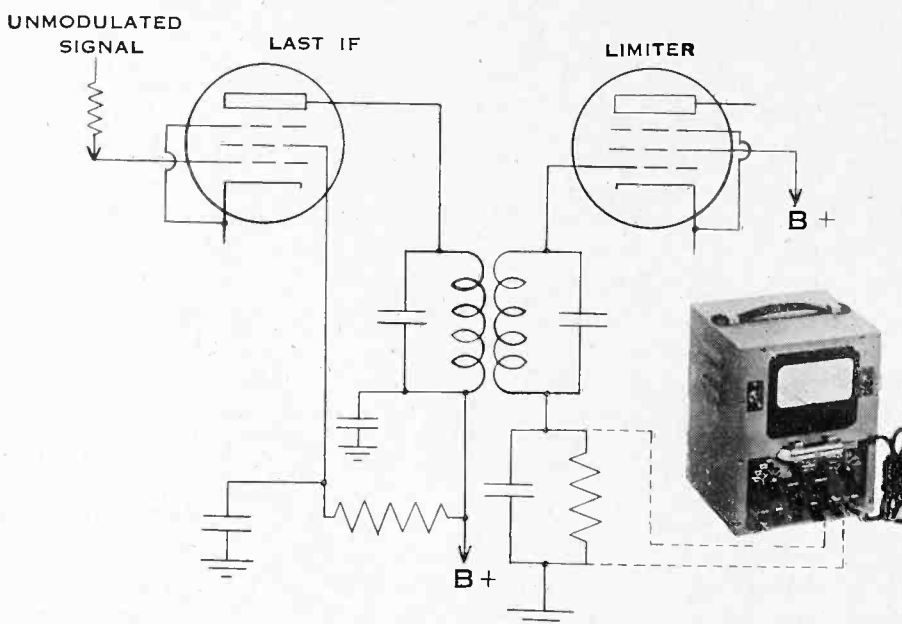 UNMODULATED
SIGNAL
LAST IF
LIMITER
B +
B +